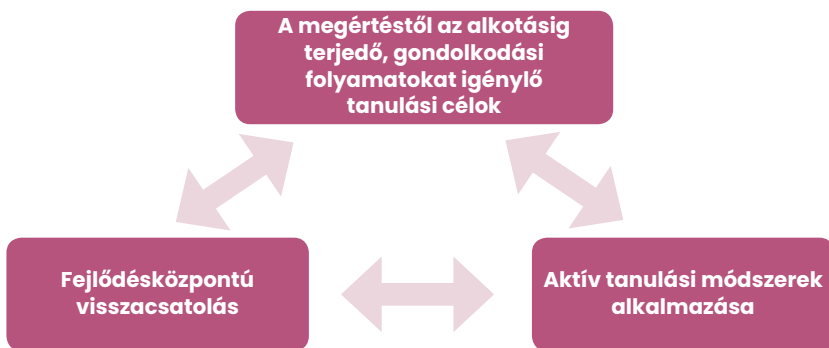 A megértéstől az alkotásig
terjedő, gondolkodási
folyamatokat igénylő
tanulási célok
Fejlődésközpontú
visszacsatolás
Aktív tanulási módszerek
alkalmazása